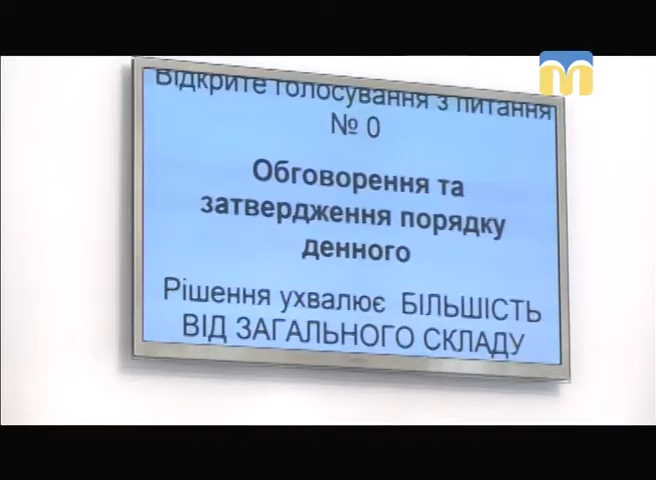 Відкрите голосування з питання
№ 0
Обговорення та
затвердження порядку
денного
Рішення ухвалює БІЛЬШІСТЬ
ВІД ЗАГАЛЬНОГО СКЛАДУ